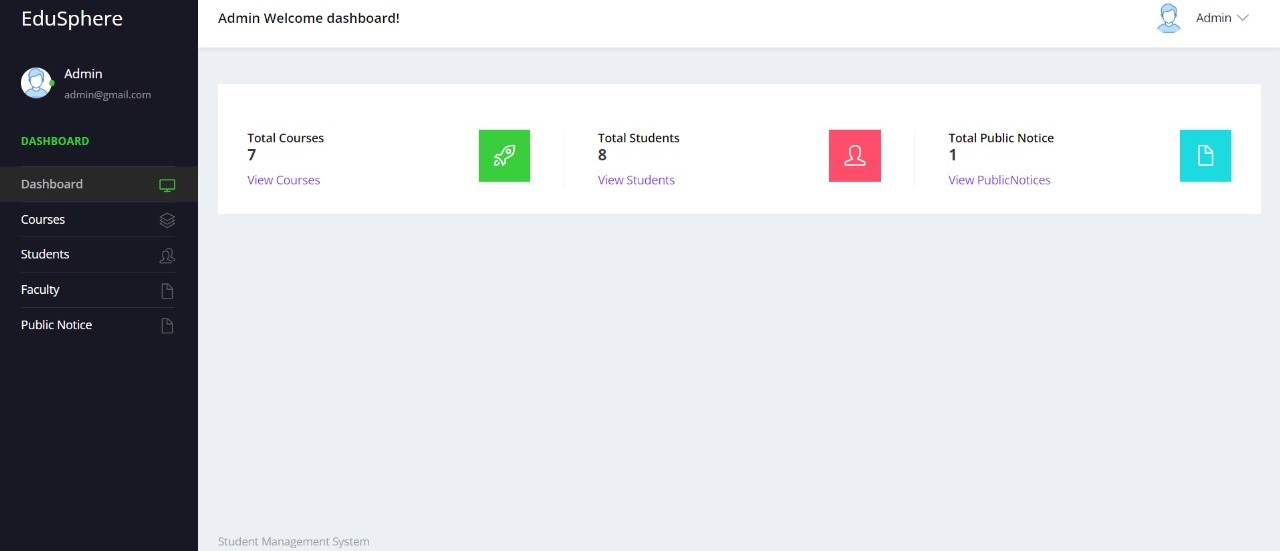 EduSphere
Admin Welcome dashboard!
Admin
Admin
admin@gmail.com
DASHBOARD
Dashboard
Courses
Students
Faculty
Public Notice
Total Courses
7
View Courses
Total Students
8
View Students
Total Public Notice
1
View PublicNotices
Student Management System